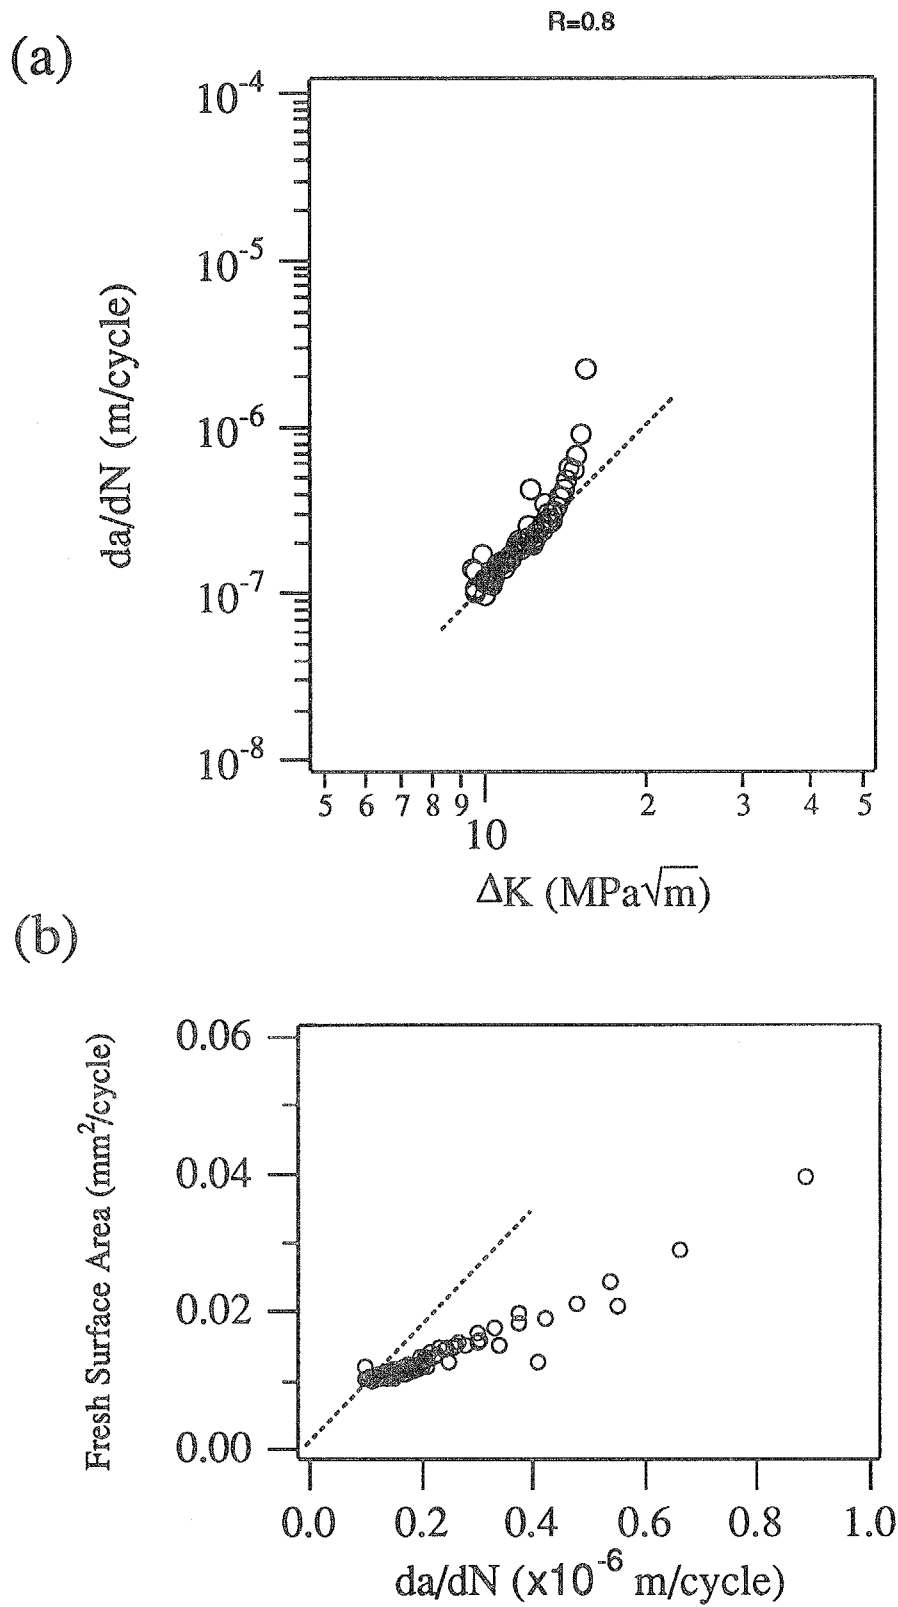 R=0.8
(a)
10⁻⁴
10⁻⁵
10⁻⁶
10⁻⁷
10⁻⁸
da/dN (m/cycle)
5 6 7 8 9 10 2 3 4 5
ΔK (MPa√m)
(b)
0.06
0.04
0.02
0.00
Fresh Surface Area (mm²/cycle)
0.0 0.2 0.4 0.6 0.8 1.0
da/dN (x10⁻⁶ m/cycle)